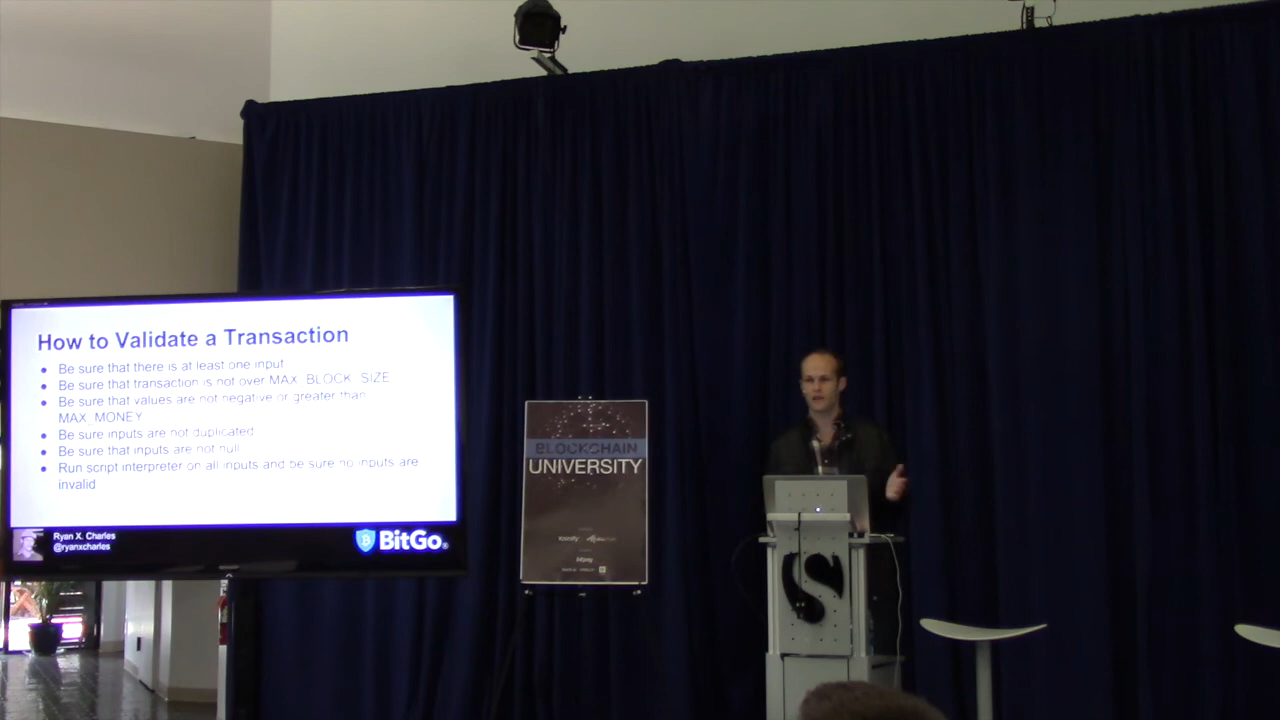 How to Validate a Transaction
● Be sure that there is at least one input
● Be sure that transaction is not over MAX_BLOCK_SIZE
● Be sure that values are not negative or greater than
MAX_MONEY
● Be sure inputs are not duplicated
● Be sure that inputs are not null
● Run script interpreter on all inputs and be sure no inputs are
invalid
Ryan X. Charles
@ryanxcharles
BitGo
BLOCKCHAIN
UNIVERSITY
S